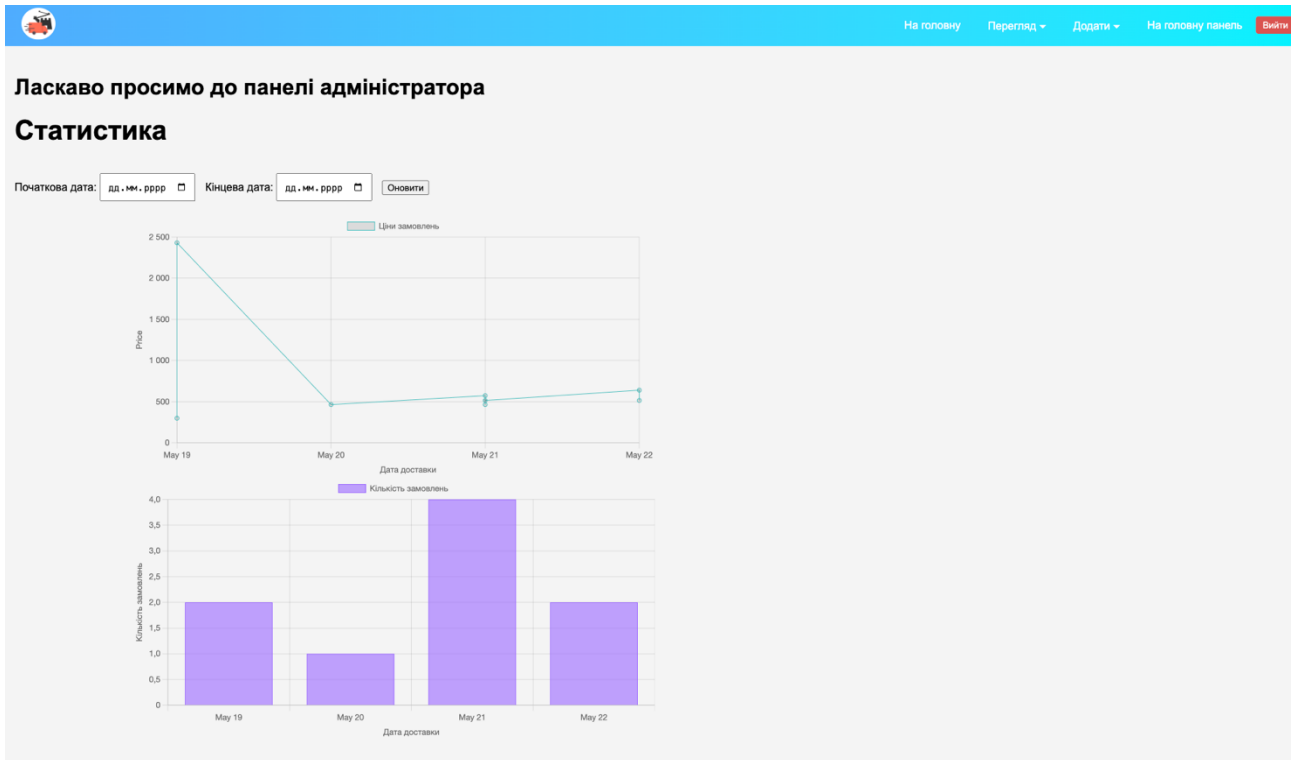 На головну Перегляд Додати На головну панель Вийти
Ласкаво просимо до панелі адміністратора
Статистика
Початкова дата: дд.мм.рррр Кінцева дата: дд.мм.рррр Оновити
Ціни замовлень
2 500
2 000
1 500
1 000
500
0
Price
May 19 May 20 May 21 May 22
Дата доставки
Кількість замовлень
4,0
3,5
3,0
2,5
2,0
1,5
1,0
0,5
0
Кількість замовлень
May 19 May 20 May 21 May 22
Дата доставки